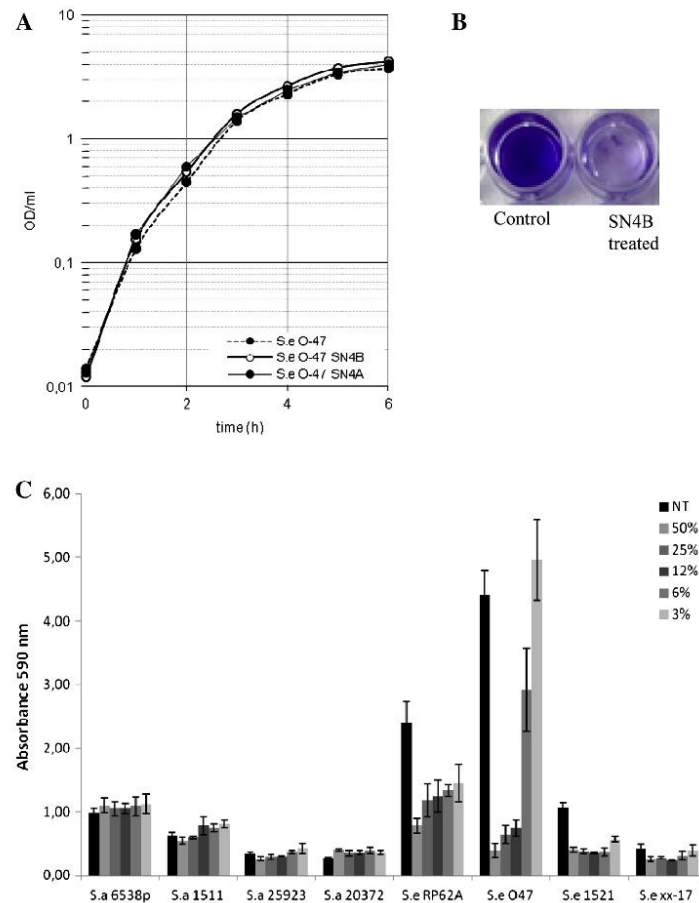 A
B
10
1
0,1
0,01
OD/ml
S.e O-47
S.e O-47 SN4B
S.e O-47 SN4A
0
2
4
6
time (h)
Control
SN4B
treated
C
6,00
5,00
4,00
3,00
2,00
1,00
0,00
Absorbance 590 nm
NT
50%
25%
12%
6%
3%
S.a 6538p
S.a 1511
S.a 25923
S.a 20372
S.e RP62A
S.e O47
S.e 1521
S.e xx-17